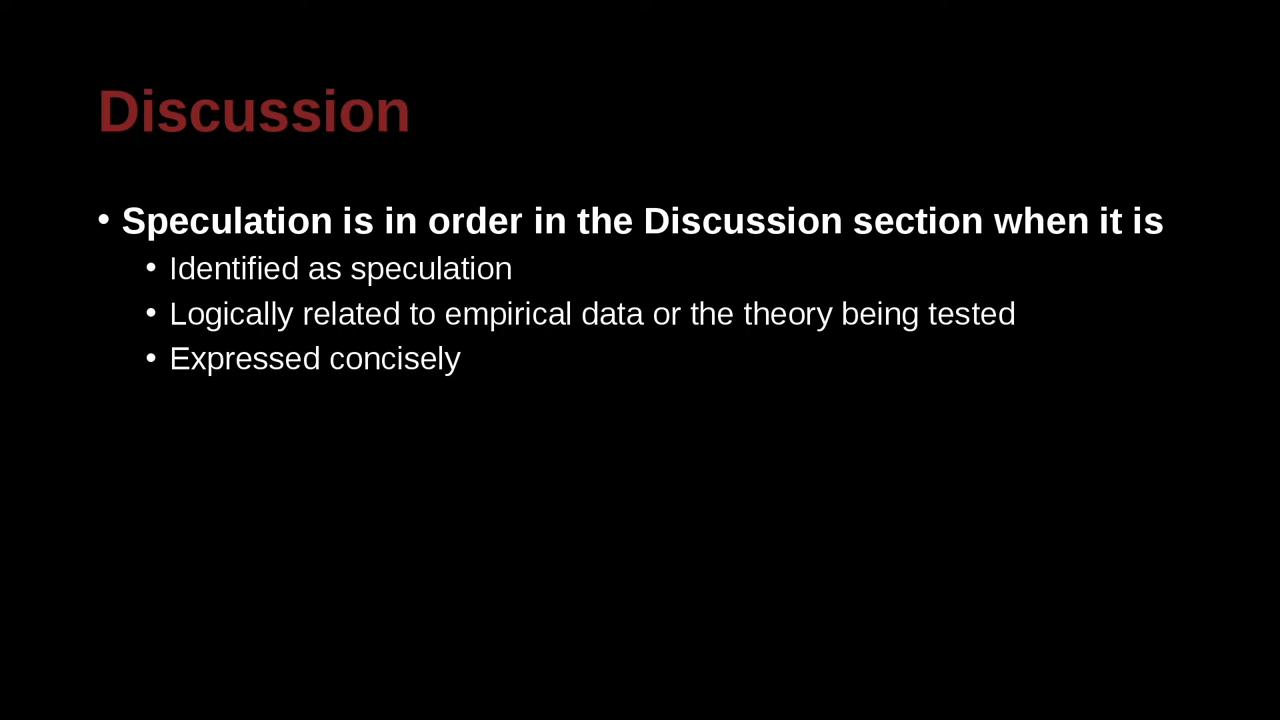 Discussion
• Speculation is in order in the Discussion section when it is
• Identified as speculation
• Logically related to empirical data or the theory being tested
• Expressed concisely